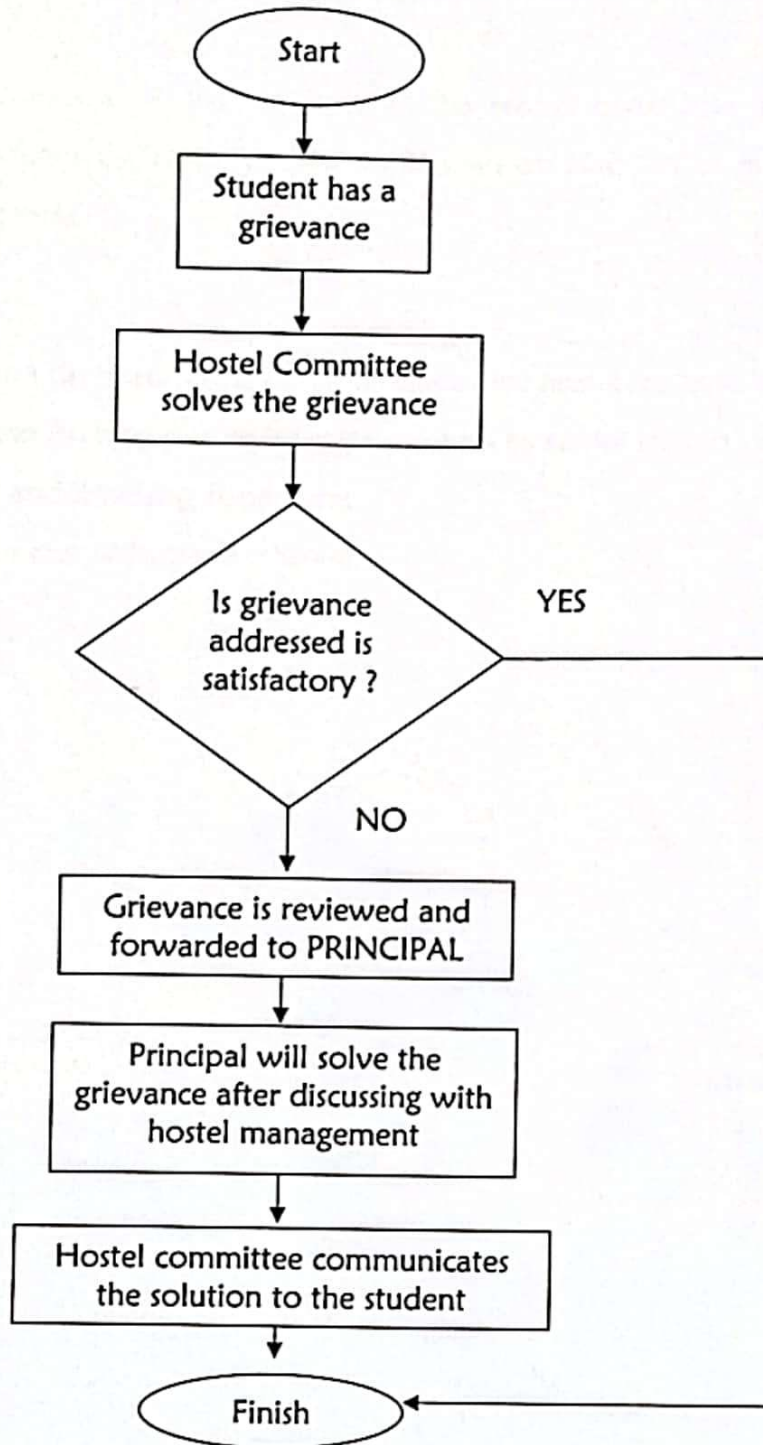 Start
Student has a
grievance
Hostel Committee
solves the grievance
Is grievance
addressed is
satisfactory ?
YES
NO
Grievance is reviewed and
forwarded to PRINCIPAL
Principal will solve the
grievance after discussing with
hostel management
Hostel committee communicates
the solution to the student
Finish